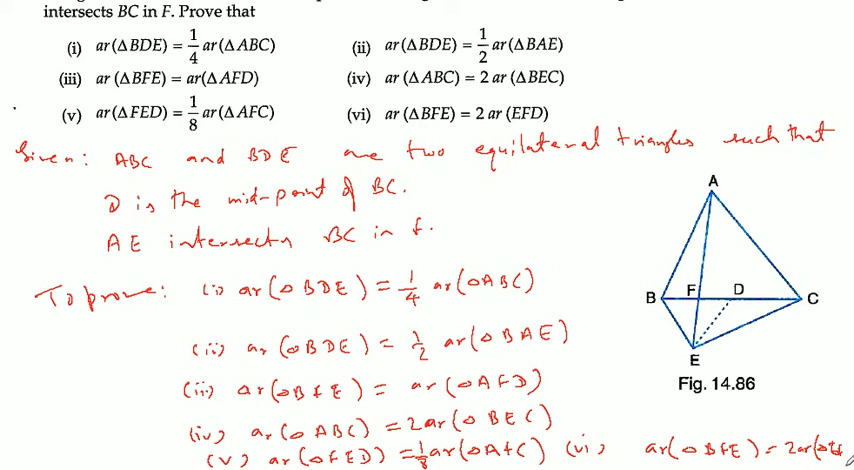 intersects BC in F. Prove that
(i) ar(ΔBDE) = 1/4 ar(ΔABC) (ii) ar(ΔBDE) = 1/2 ar(ΔBAE)
(iii) ar (ΔBFE) = ar(ΔAFD) (iv) ar (ΔABC) = 2 ar (ΔBEC)
(v) ar(ΔFED) = 1/8 ar(ΔAFC) (vi) ar (ΔBFE) = 2 ar (EFD)
Given: ABC and BDE are two equilateral triangles such that
D is the mid-point of BC.
AE intersects BC in f.
To prove: (i) ar(ΔBDE) = 1/4 ar(ΔABC)
(ii) ar (ΔBDE) = 1/2 ar(ΔBAE)
(iii) ar(ΔBfE) = ar(ΔAFD)
(iv) ar(ΔABC) = 2ar(ΔBEC)
(v) ar(ΔFED) = 1/8 ar(ΔAfC) (vi) ar(ΔBfE) = 2ar(Δ
A
B F D C
E
Fig. 14.86